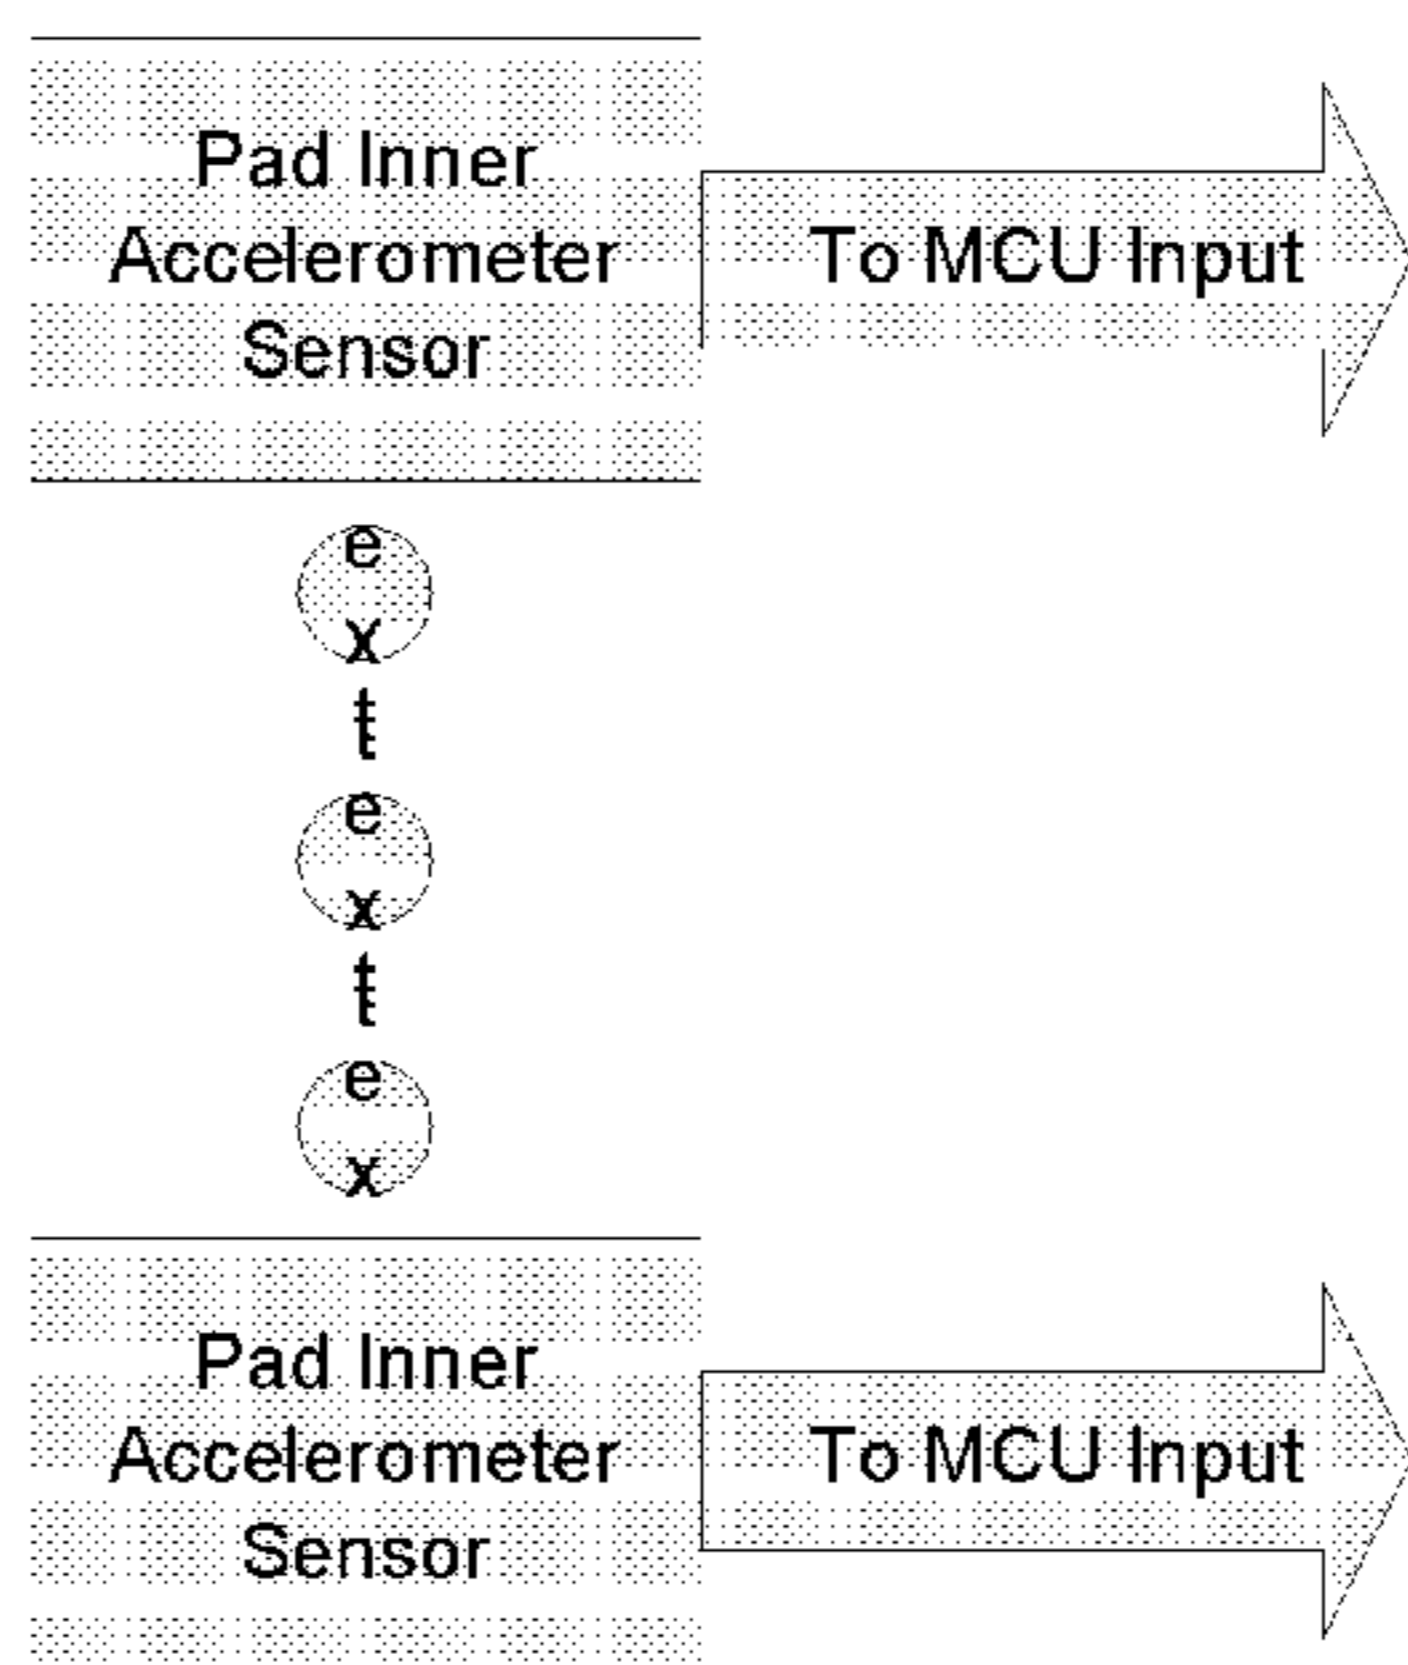 Pad Inner
Accelerometer
Sensor
To MCU Input
e
x
t
e
x
t
e
x
Pad Inner
Accelerometer
Sensor
To MCU Input